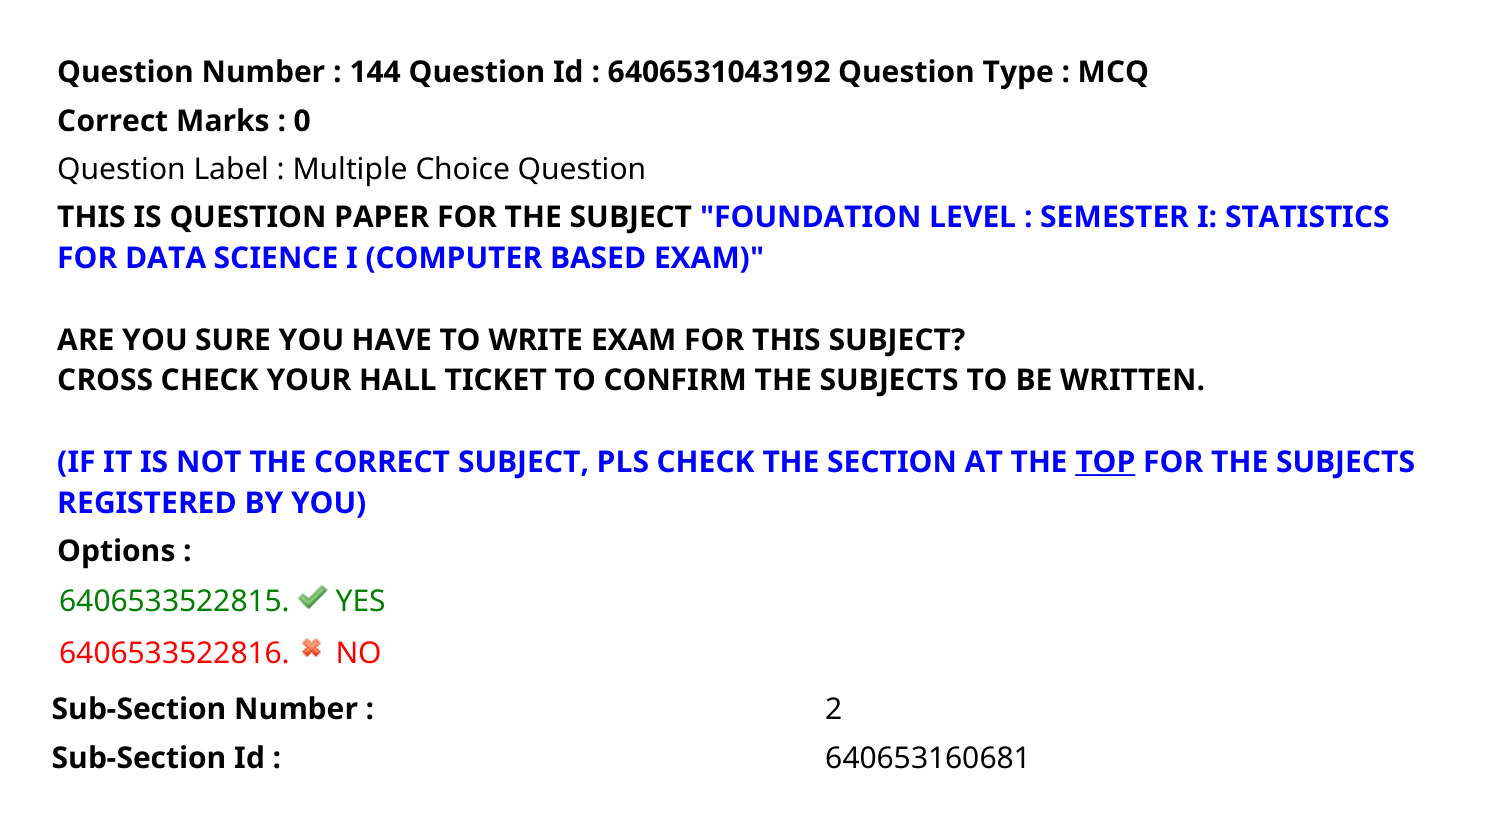 Question Number : 144 Question Id : 6406531043192 Question Type : MCQ
Correct Marks : 0
Question Label : Multiple Choice Question
THIS IS QUESTION PAPER FOR THE SUBJECT "FOUNDATION LEVEL : SEMESTER I: STATISTICS
FOR DATA SCIENCE I (COMPUTER BASED EXAM)"
ARE YOU SURE YOU HAVE TO WRITE EXAM FOR THIS SUBJECT?
CROSS CHECK YOUR HALL TICKET TO CONFIRM THE SUBJECTS TO BE WRITTEN.
(IF IT IS NOT THE CORRECT SUBJECT, PLS CHECK THE SECTION AT THE TOP FOR THE SUBJECTS
REGISTERED BY YOU)
Options :
6406533522815. YES
6406533522816. NO
Sub-Section Number : 2
Sub-Section Id : 640653160681